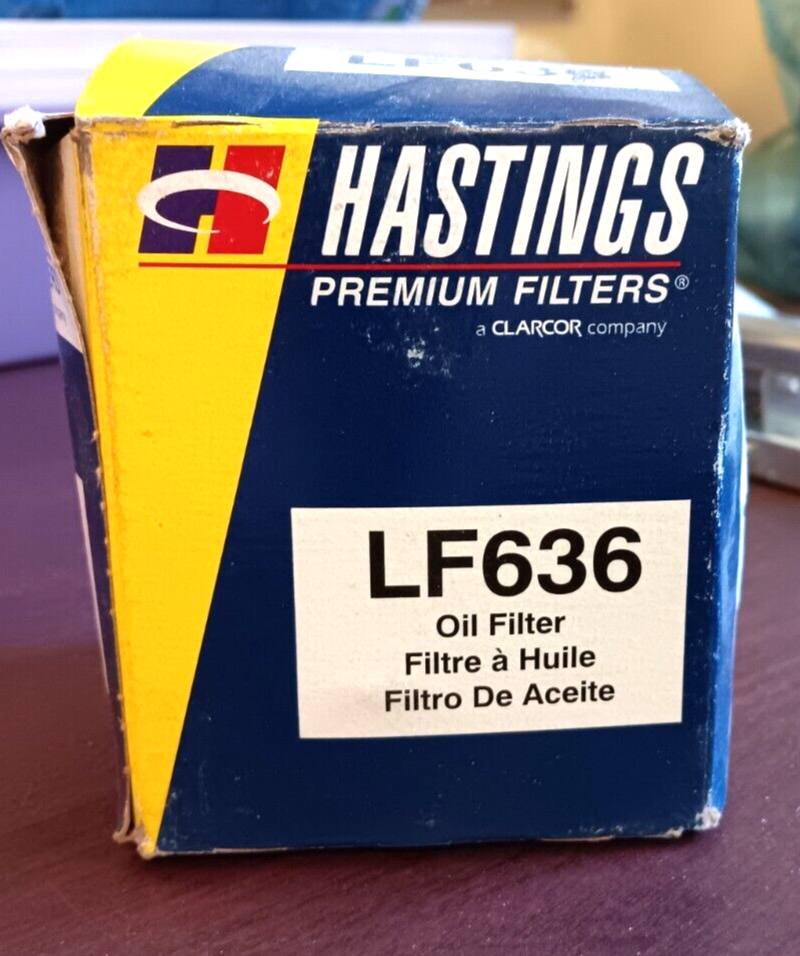 HASTINGS
PREMIUM FILTERS®
a CLARCOR company
LF636
Oil Filter
Filtre à Huile
Filtro De Aceite